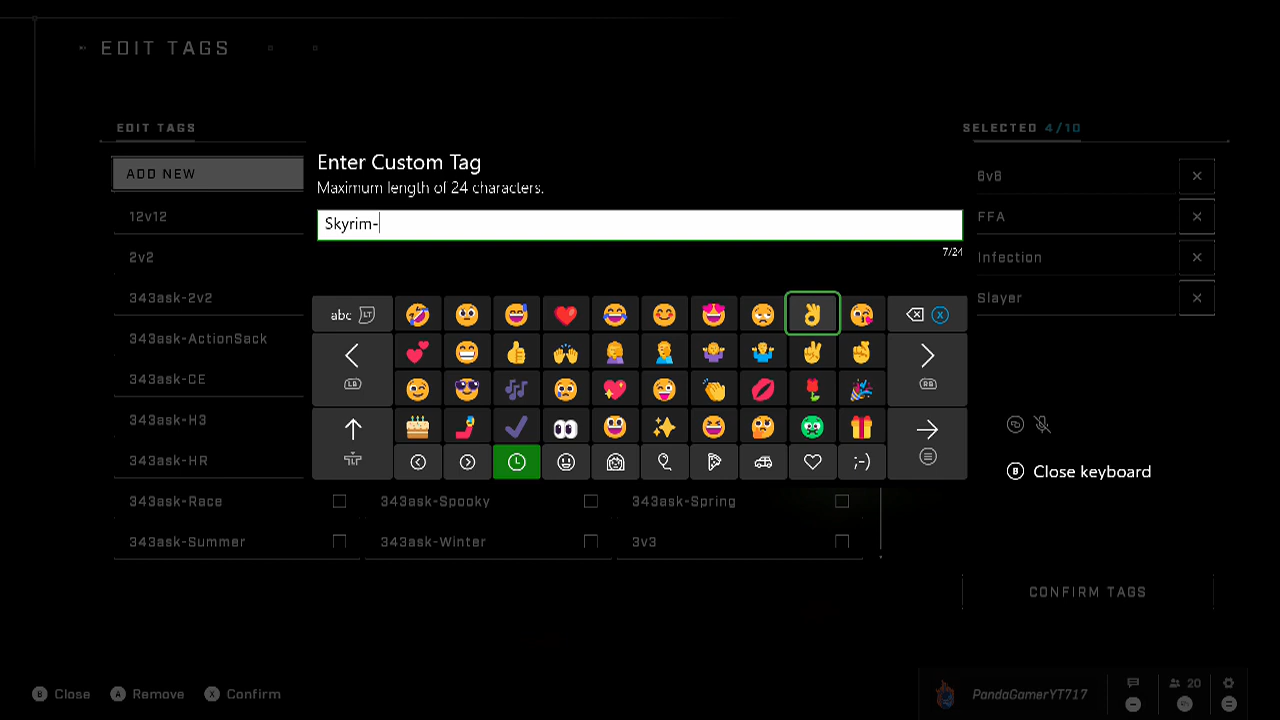 EDIT TAGS
EDIT TAGS
SELECTED 4/10
ADD NEW
Enter Custom Tag
Maximum length of 24 characters.
Skyrim-
7/24
12v12
2v2
343ask-2v2
343ask-ActionSack
343ask-CE
343ask-H3
343ask-HR
343ask-Race
343ask-Spooky
343ask-Spring
343ask-Summer
343ask-Winter
3v3
8v8
FFA
Infection
Slayer
abc LT
X
LB
RB
;-)
B Close keyboard
CONFIRM TAGS
B Close
A Remove
X Confirm
PandaGamerYT717
20